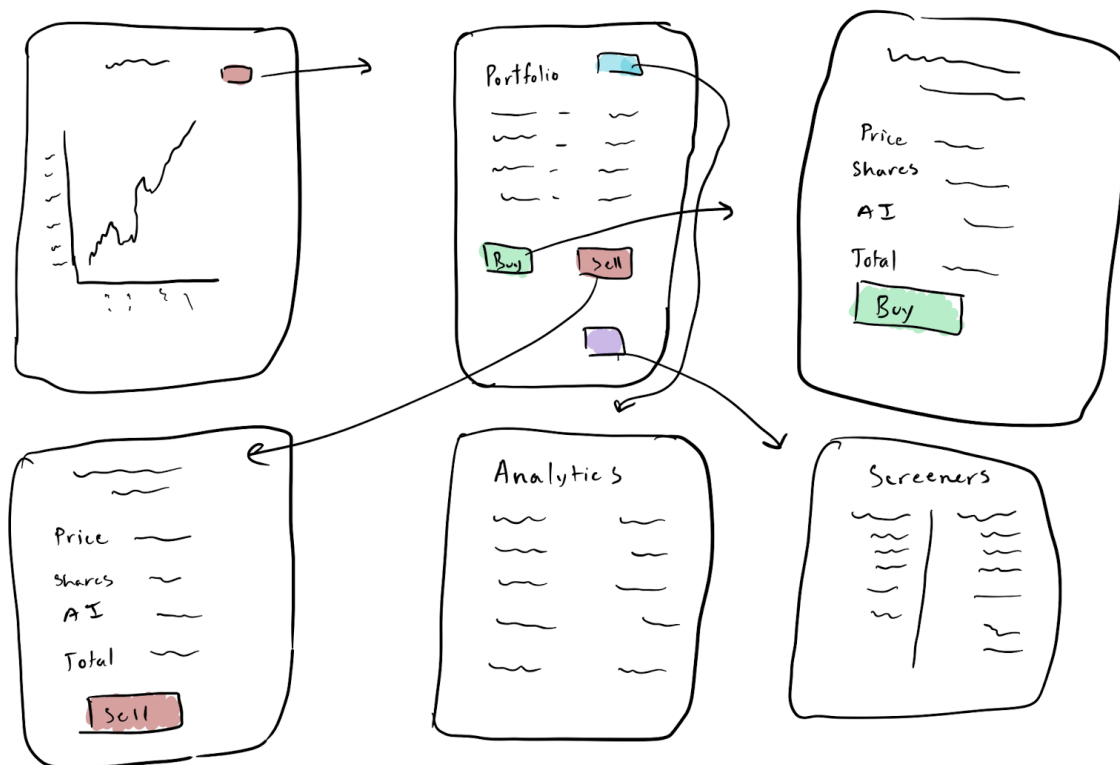 Portfolio
Buy
Sell
Price
Shares
AI
Total
Buy
Price
Shares
AI
Total
Sell
Analytics
Screeners